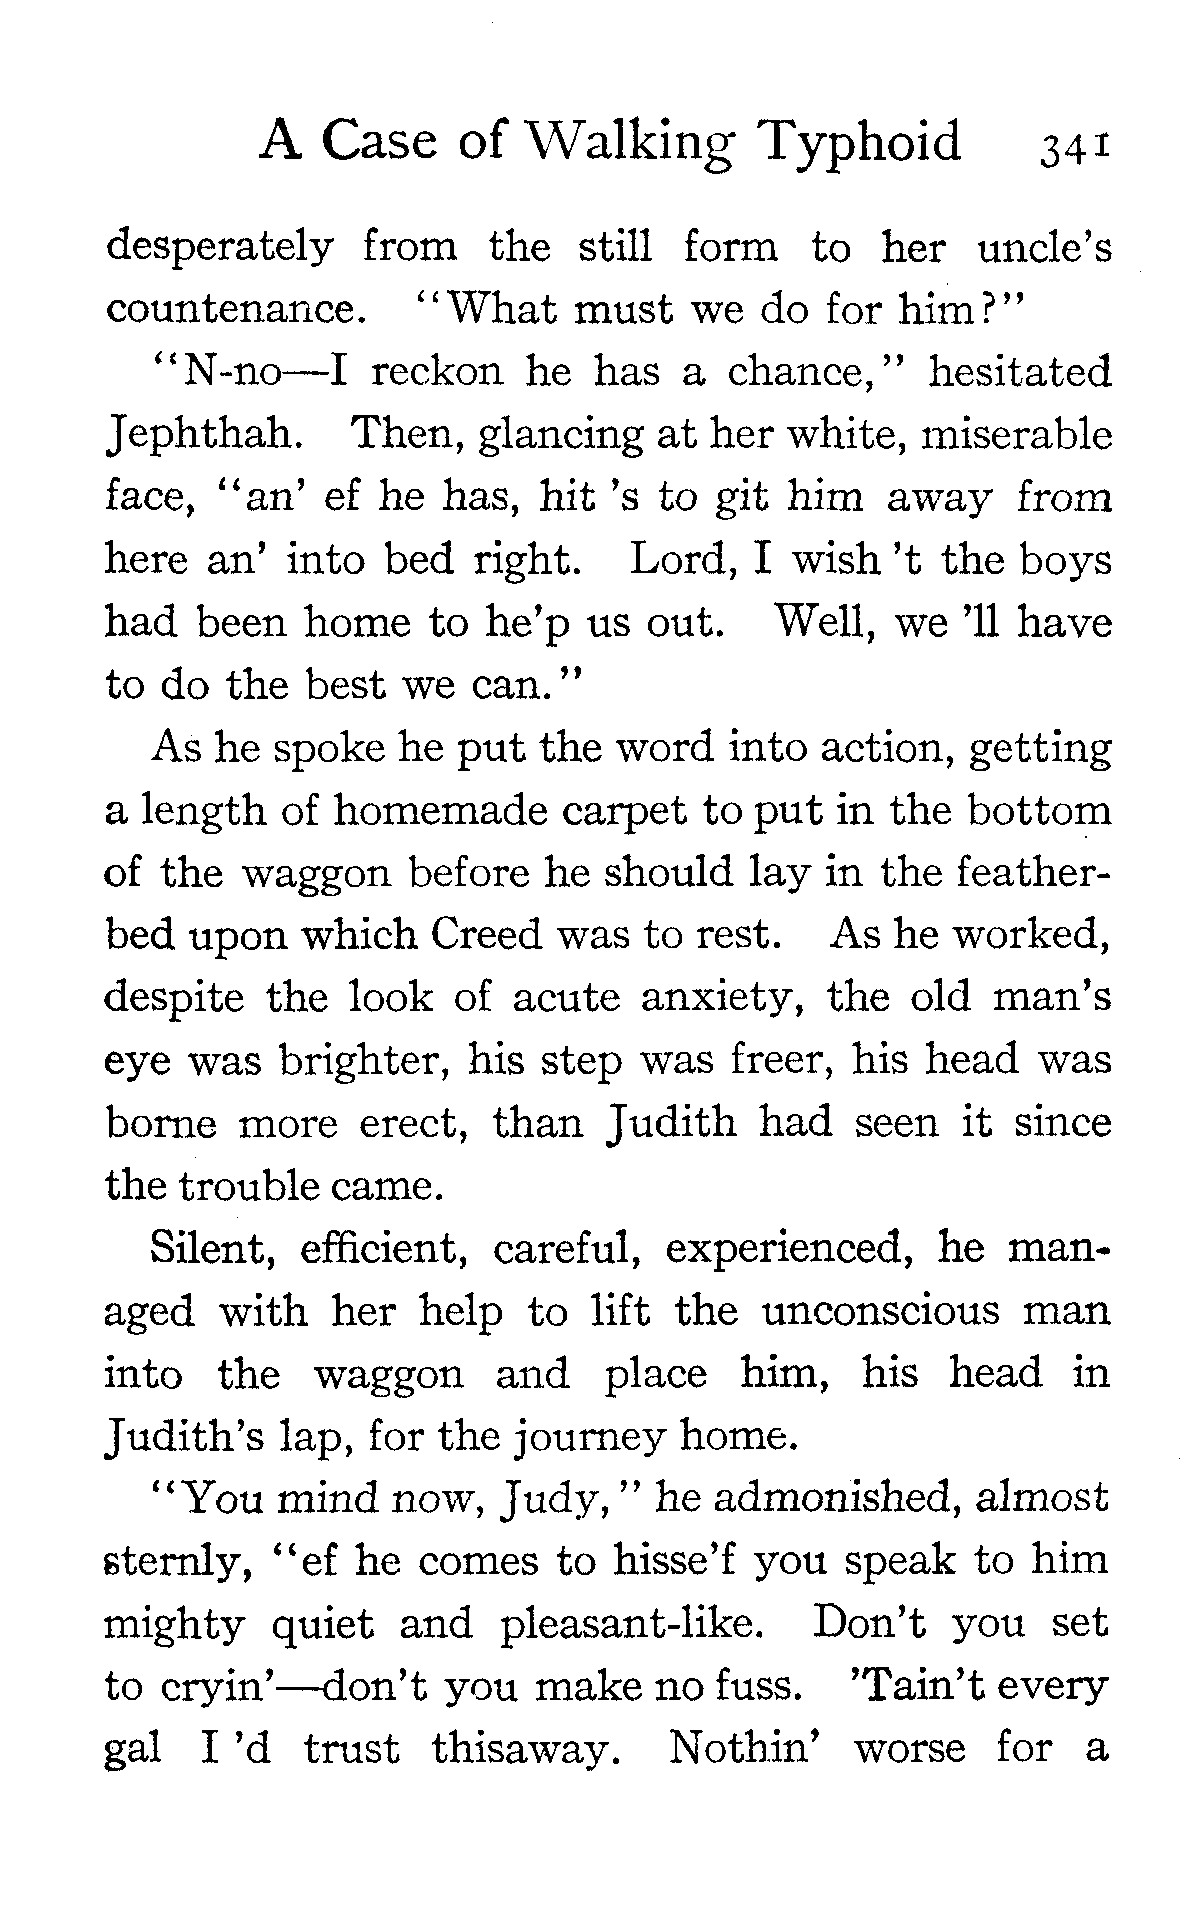 A Case of Walking Typhoid 341
desperately from the still form to her uncle's
countenance. "What must we do for him?"
"N-no—I reckon he has a chance," hesitated
Jephthah. Then, glancing at her white, miserable
face, "an' ef he has, hit 's to git him away from
here an' into bed right. Lord, I wish 't the boys
had been home to he'p us out. Well, we 'll have
to do the best we can."
As he spoke he put the word into action, getting
a length of homemade carpet to put in the bottom
of the waggon before he should lay in the feather-
bed upon which Creed was to rest. As he worked,
despite the look of acute anxiety, the old man's
eye was brighter, his step was freer, his head was
borne more erect, than Judith had seen it since
the trouble came.
Silent, efficient, careful, experienced, he man-
aged with her help to lift the unconscious man
into the waggon and place him, his head in
Judith's lap, for the journey home.
"You mind now, Judy," he admonished, almost
sternly, "ef he comes to hisse'f you speak to him
mighty quiet and pleasant-like. Don't you set
to cryin'—don't you make no fuss. 'Tain't every
gal I 'd trust thisaway. Nothin' worse for a